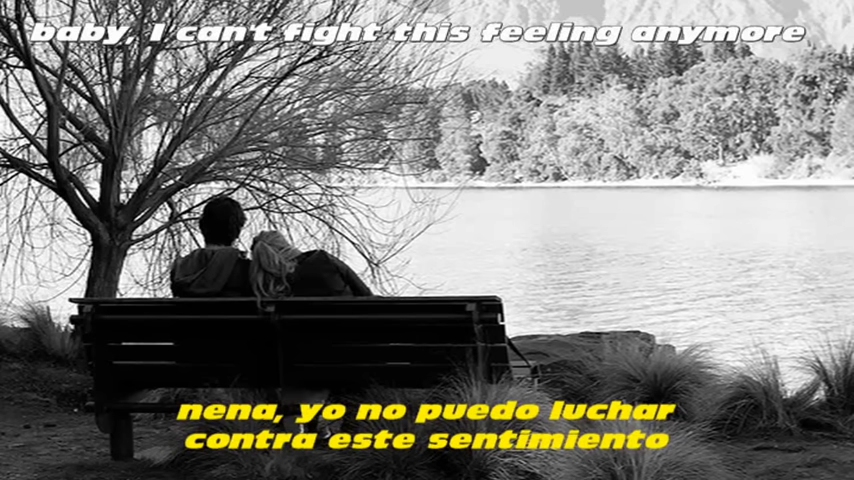 baby, I can't fight this feeling anymore
nena, yo no puedo luchar
contra este sentimiento